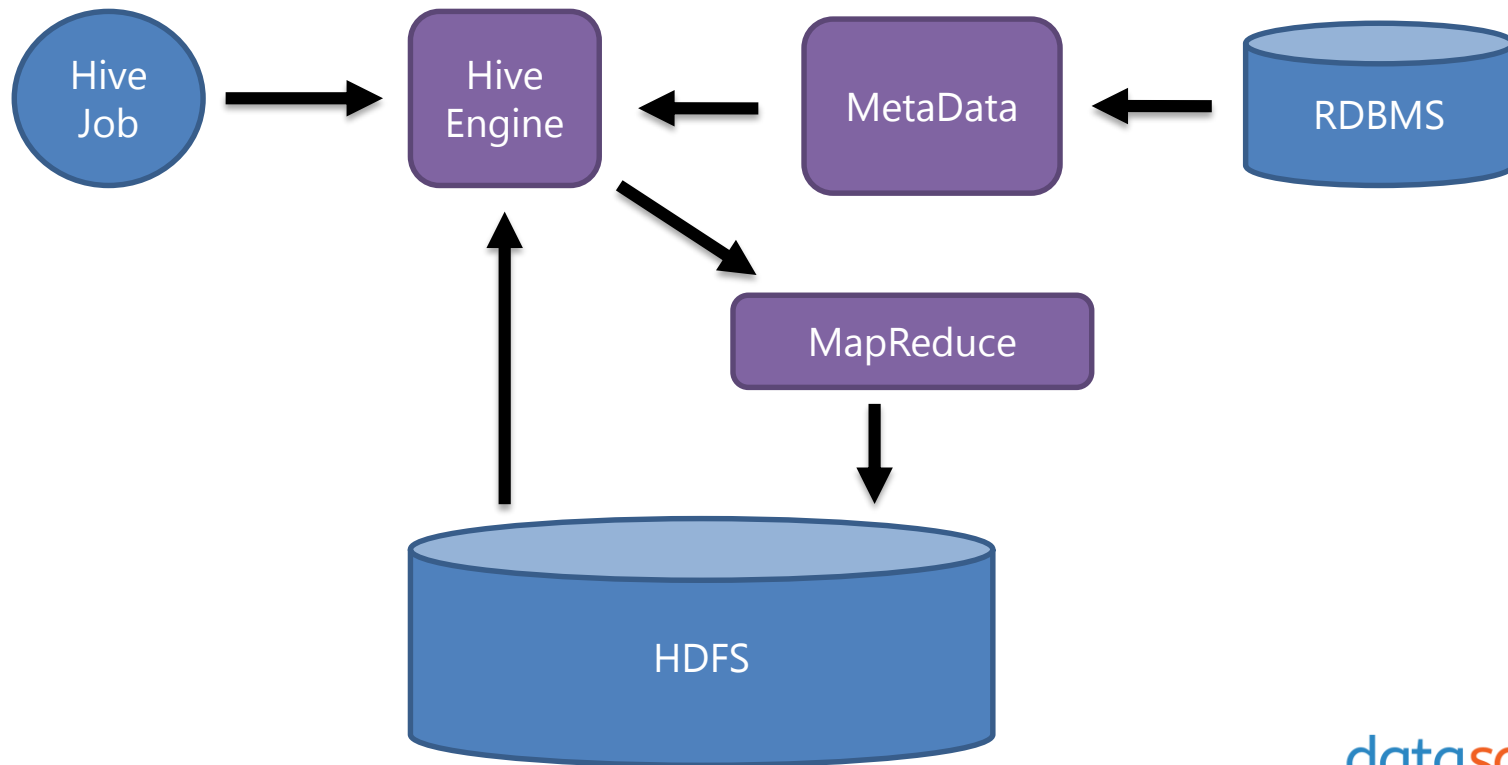 Hive
Job
Hive
Engine
MetaData
RDBMS
MapReduce
HDFS